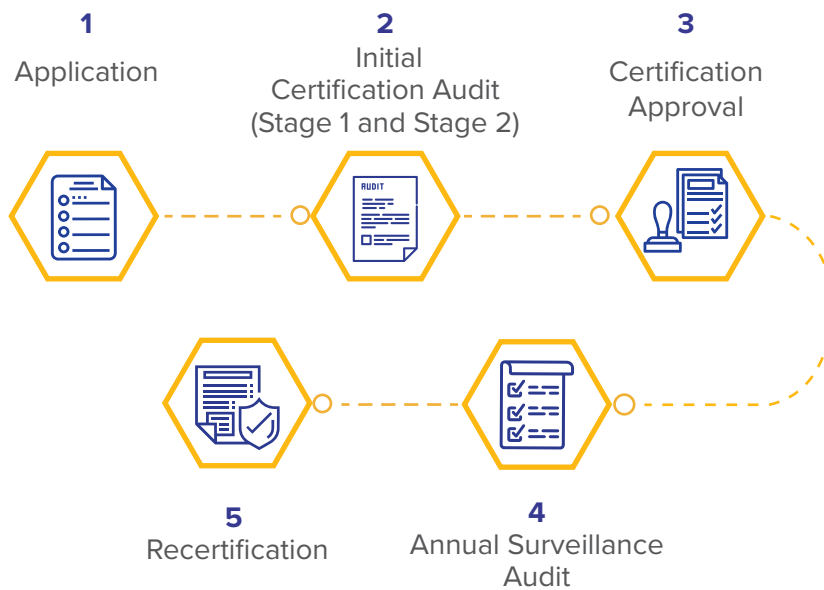 1
Application
2
Initial
Certification Audit
(Stage 1 and Stage 2)
3
Certification
Approval
AUDIT
4
Annual Surveillance
Audit
5
Recertification